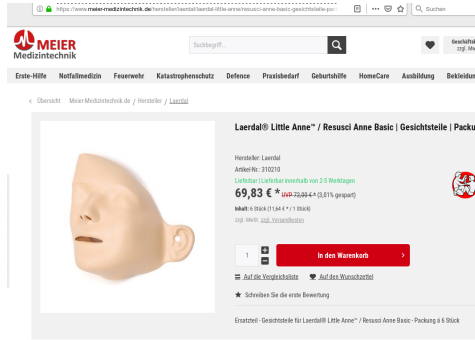 https://www.meier-medizintechnik.de/hersteller/laerdal/laerdal-little-anne/resusci-anne-basic-gesichtsteile-pac
Suchen
MEIER
Medizintechnik
Suchbegriff...
Geschäfts
zzgl. Mw
Erste-Hilfe Notfallmedizin Feuerwehr Katastrophenschutz Defence Praxisbedarf Geburtshilfe HomeCare Ausbildung Bekleidun
Übersicht Meier-Medizintechnik.de / Hersteller / Laerdal
Laerdal® Little Anne™ / Resusci Anne Basic | Gesichtsteile | Packu
Hersteller: Laerdal
Artikel-Nr.: 310210
Lieferbar | Lieferbar innerhalb von 2-5 Werktagen
69,83 € * UVP 72,00 € * (3,01% gespart)
Inhalt: 6 Stück (11,64 € * / 1 Stück)
zzgl. MwSt. zzgl. Versandkosten
1
In den Warenkorb
Auf die Vergleichsliste Auf den Wunschzettel
Schreiben Sie die erste Bewertung
Ersatzteil - Gesichtsteile für Laerdal® Little Anne™ / Resusci Anne Basic - Packung à 6 Stück